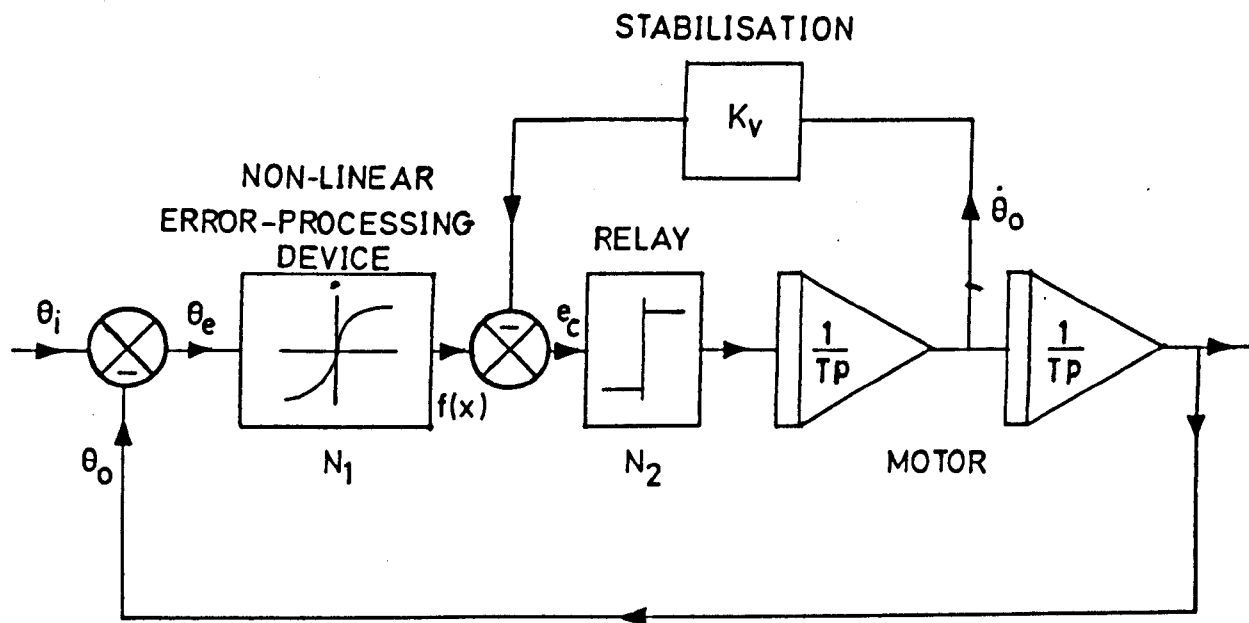 STABILISATION
K_v
NON-LINEAR
ERROR-PROCESSING
DEVICE
RELAY
θ̇_o
θ_i
θ_e
−
e_c
1/TP
1/TP
−
f(x)
θ_o
N_1
N_2
MOTOR